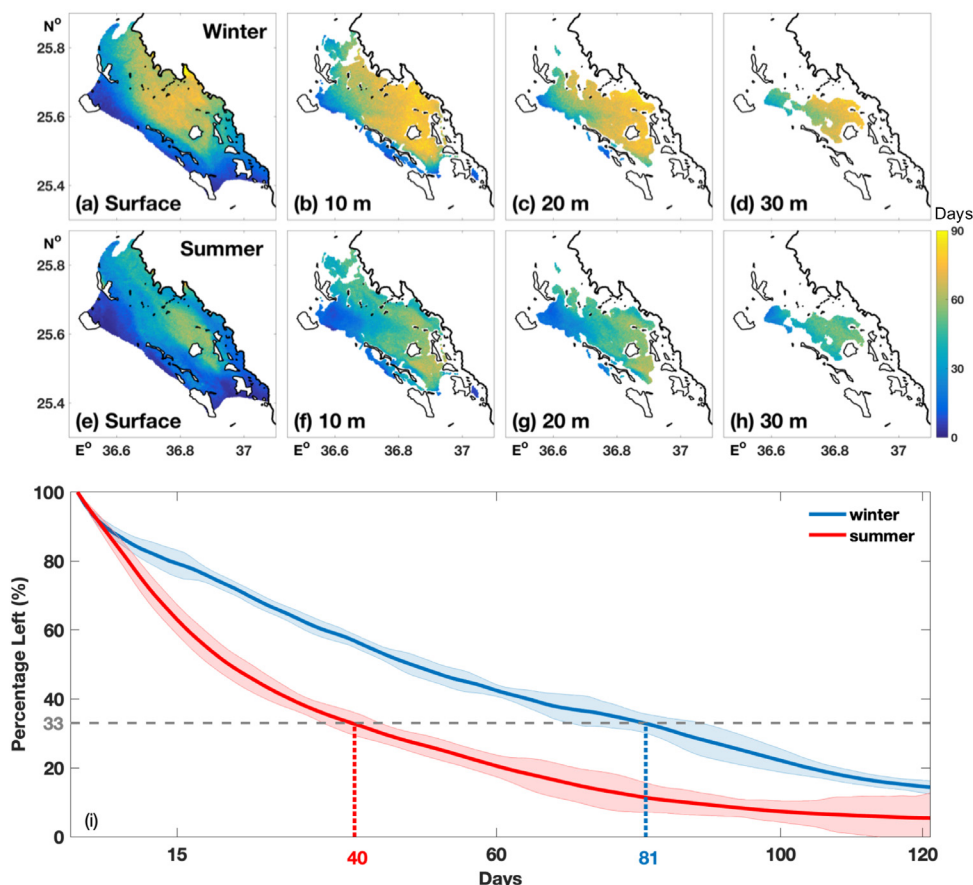 N°
Winter
25.8
25.6
25.4
(a) Surface
(b) 10 m
(c) 20 m
(d) 30 m
Days
N°
Summer
25.8
25.6
25.4
(e) Surface
(f) 10 m
(g) 20 m
(h) 30 m
90
60
30
0
E° 36.6 36.8 37
E° 36.6 36.8 37
E° 36.6 36.8 37
E° 36.6 36.8 37
100
80
60
40
33
20
0
Percentage Left (%)
winter
summer
(i)
15 40 60 81 100 120
Days